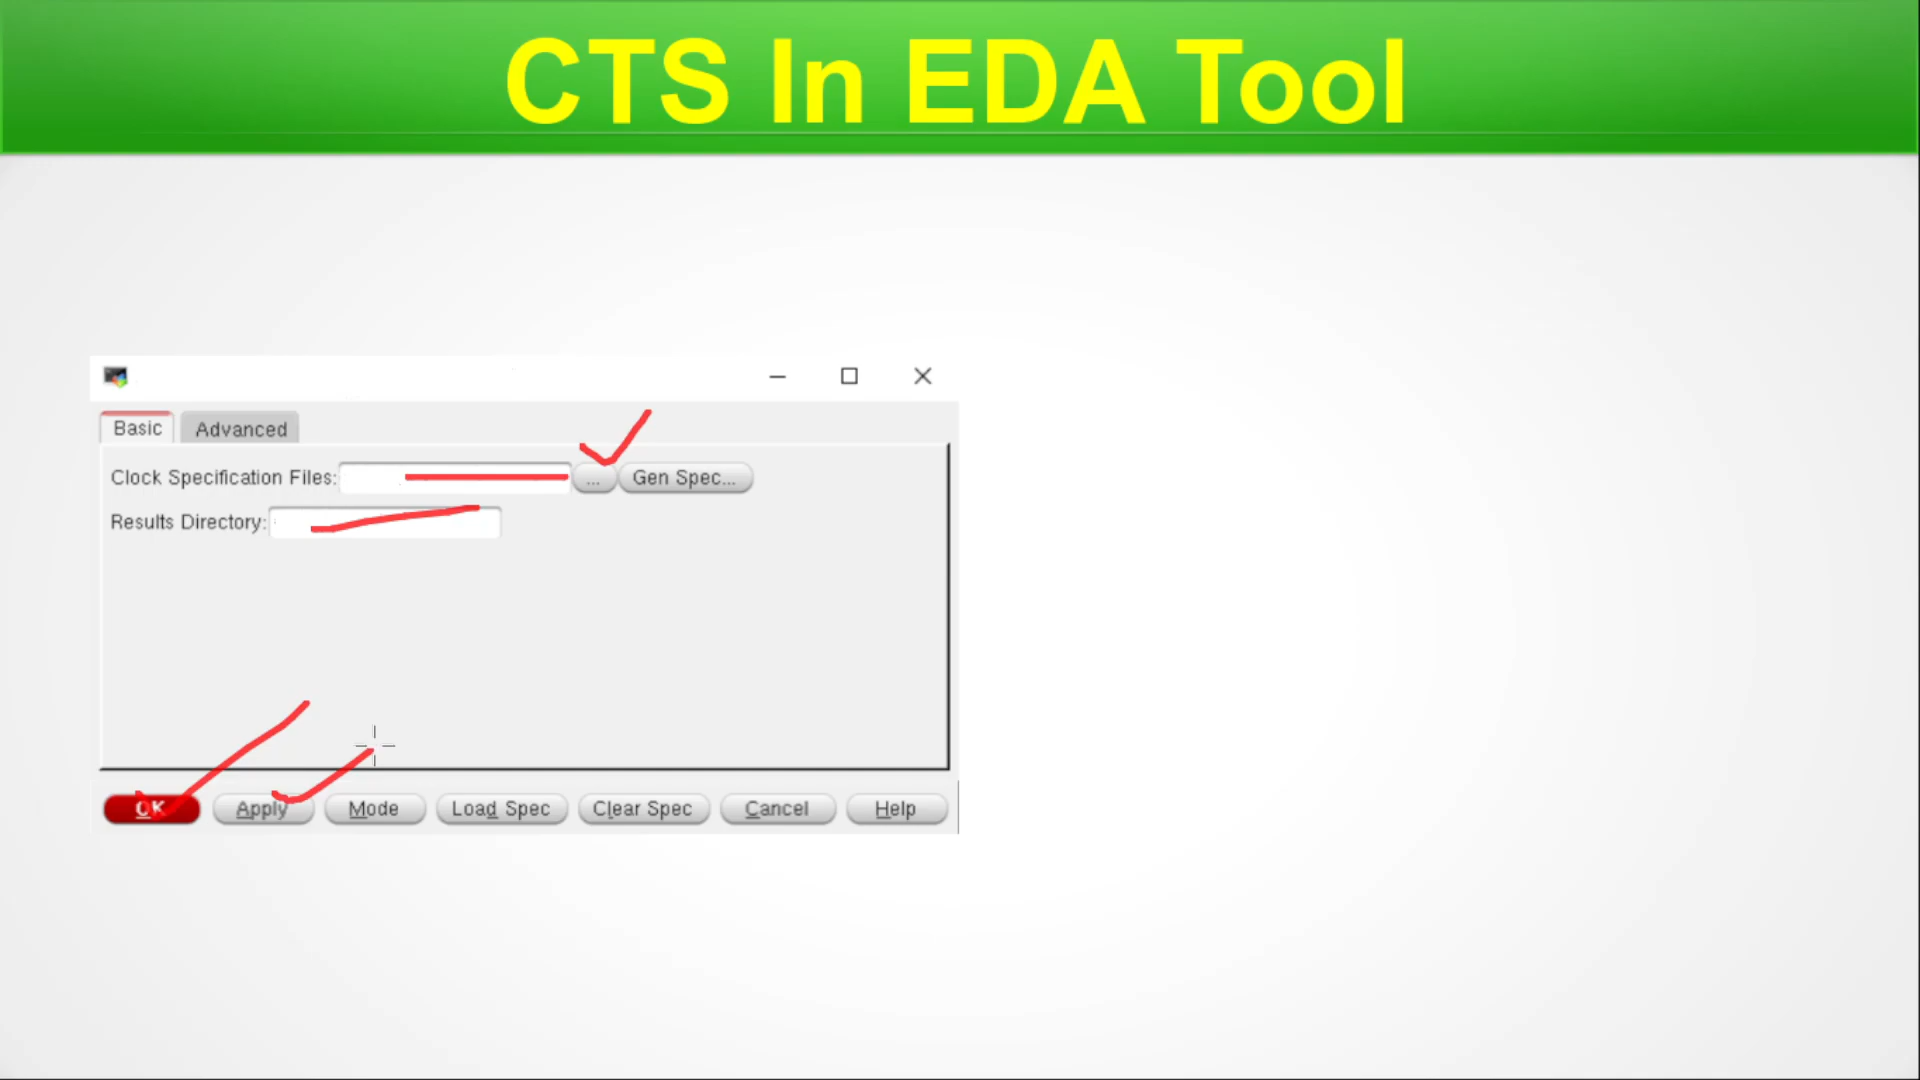 CTS In EDA Tool
Basic Advanced
Clock Specification Files: ... Gen Spec...
Results Directory:
OK Apply Mode Load Spec Clear Spec Cancel Help